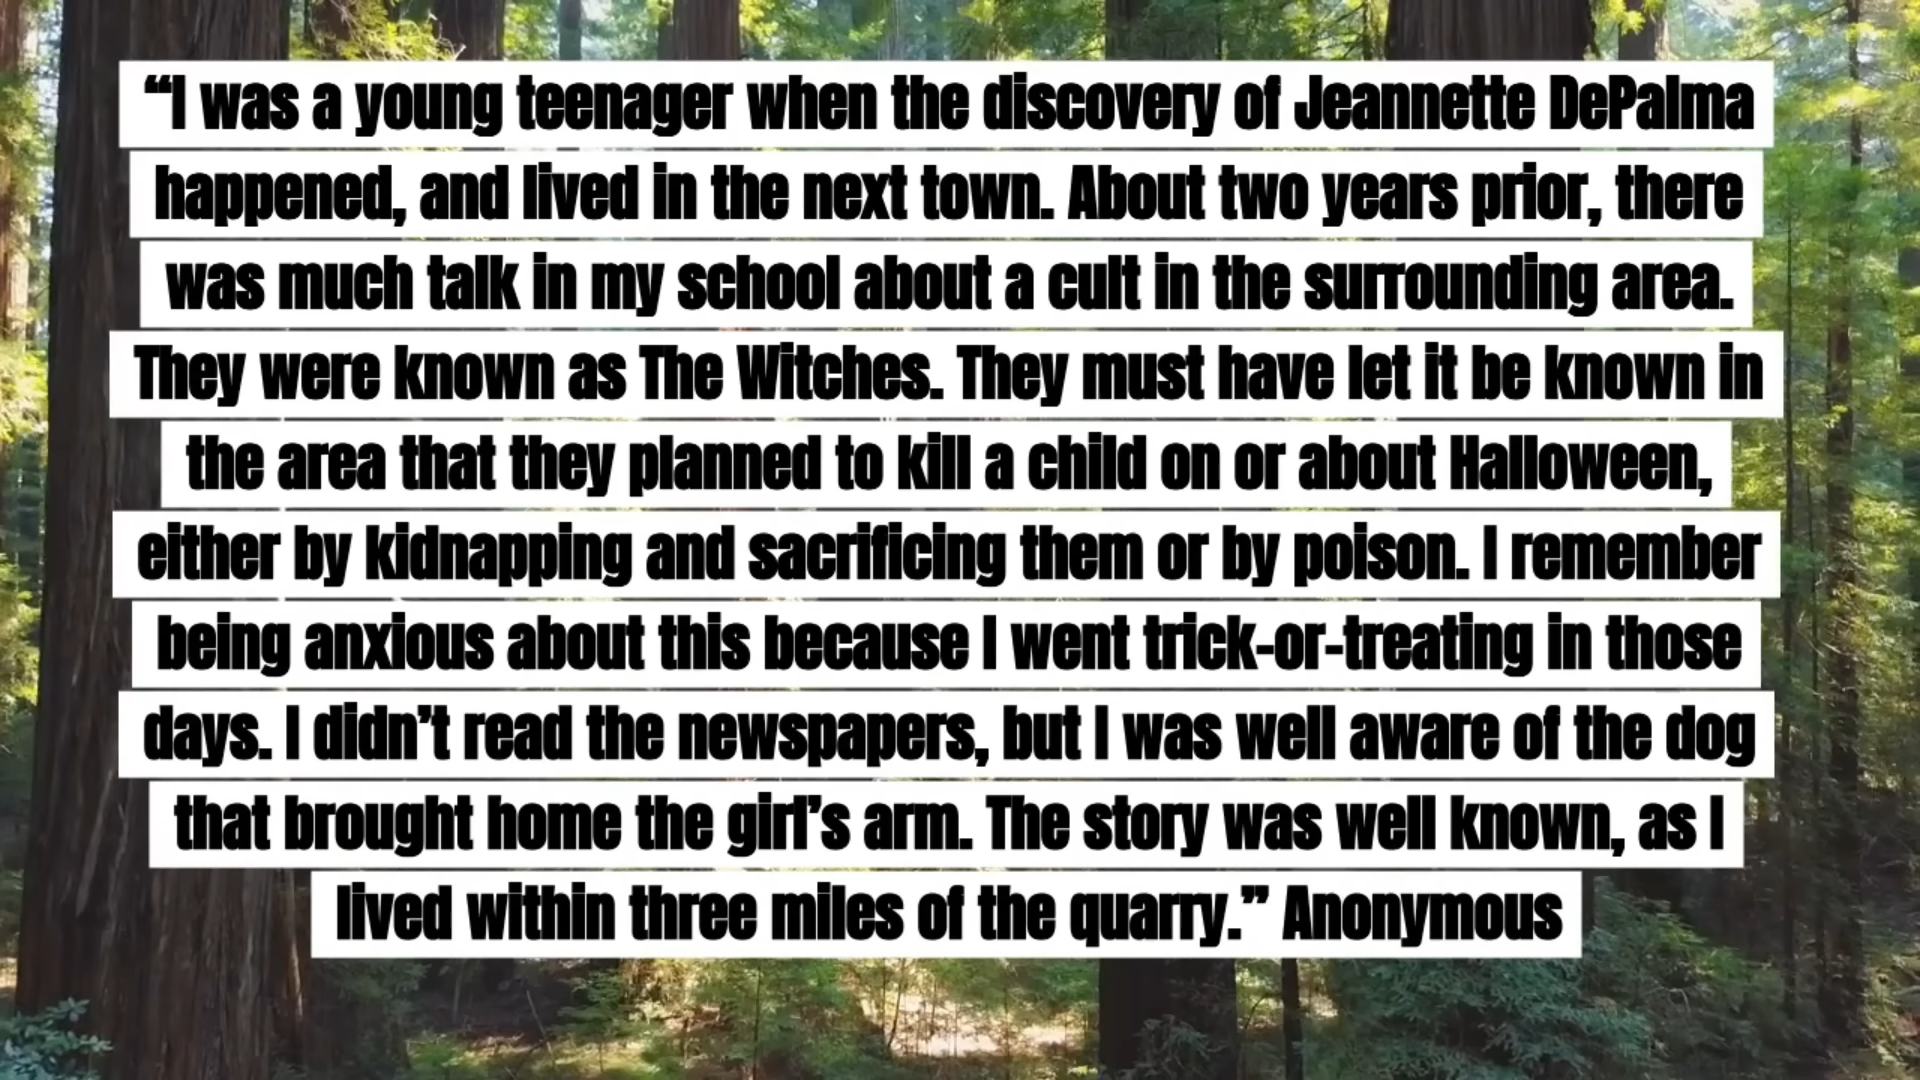 “I was a young teenager when the discovery of Jeannette DePalma
happened, and lived in the next town. About two years prior, there
was much talk in my school about a cult in the surrounding area.
They were known as The Witches. They must have let it be known in
the area that they planned to kill a child on or about Halloween,
either by kidnapping and sacrificing them or by poison. I remember
being anxious about this because I went trick-or-treating in those
days. I didn’t read the newspapers, but I was well aware of the dog
that brought home the girl’s arm. The story was well known, as I
lived within three miles of the quarry.” Anonymous